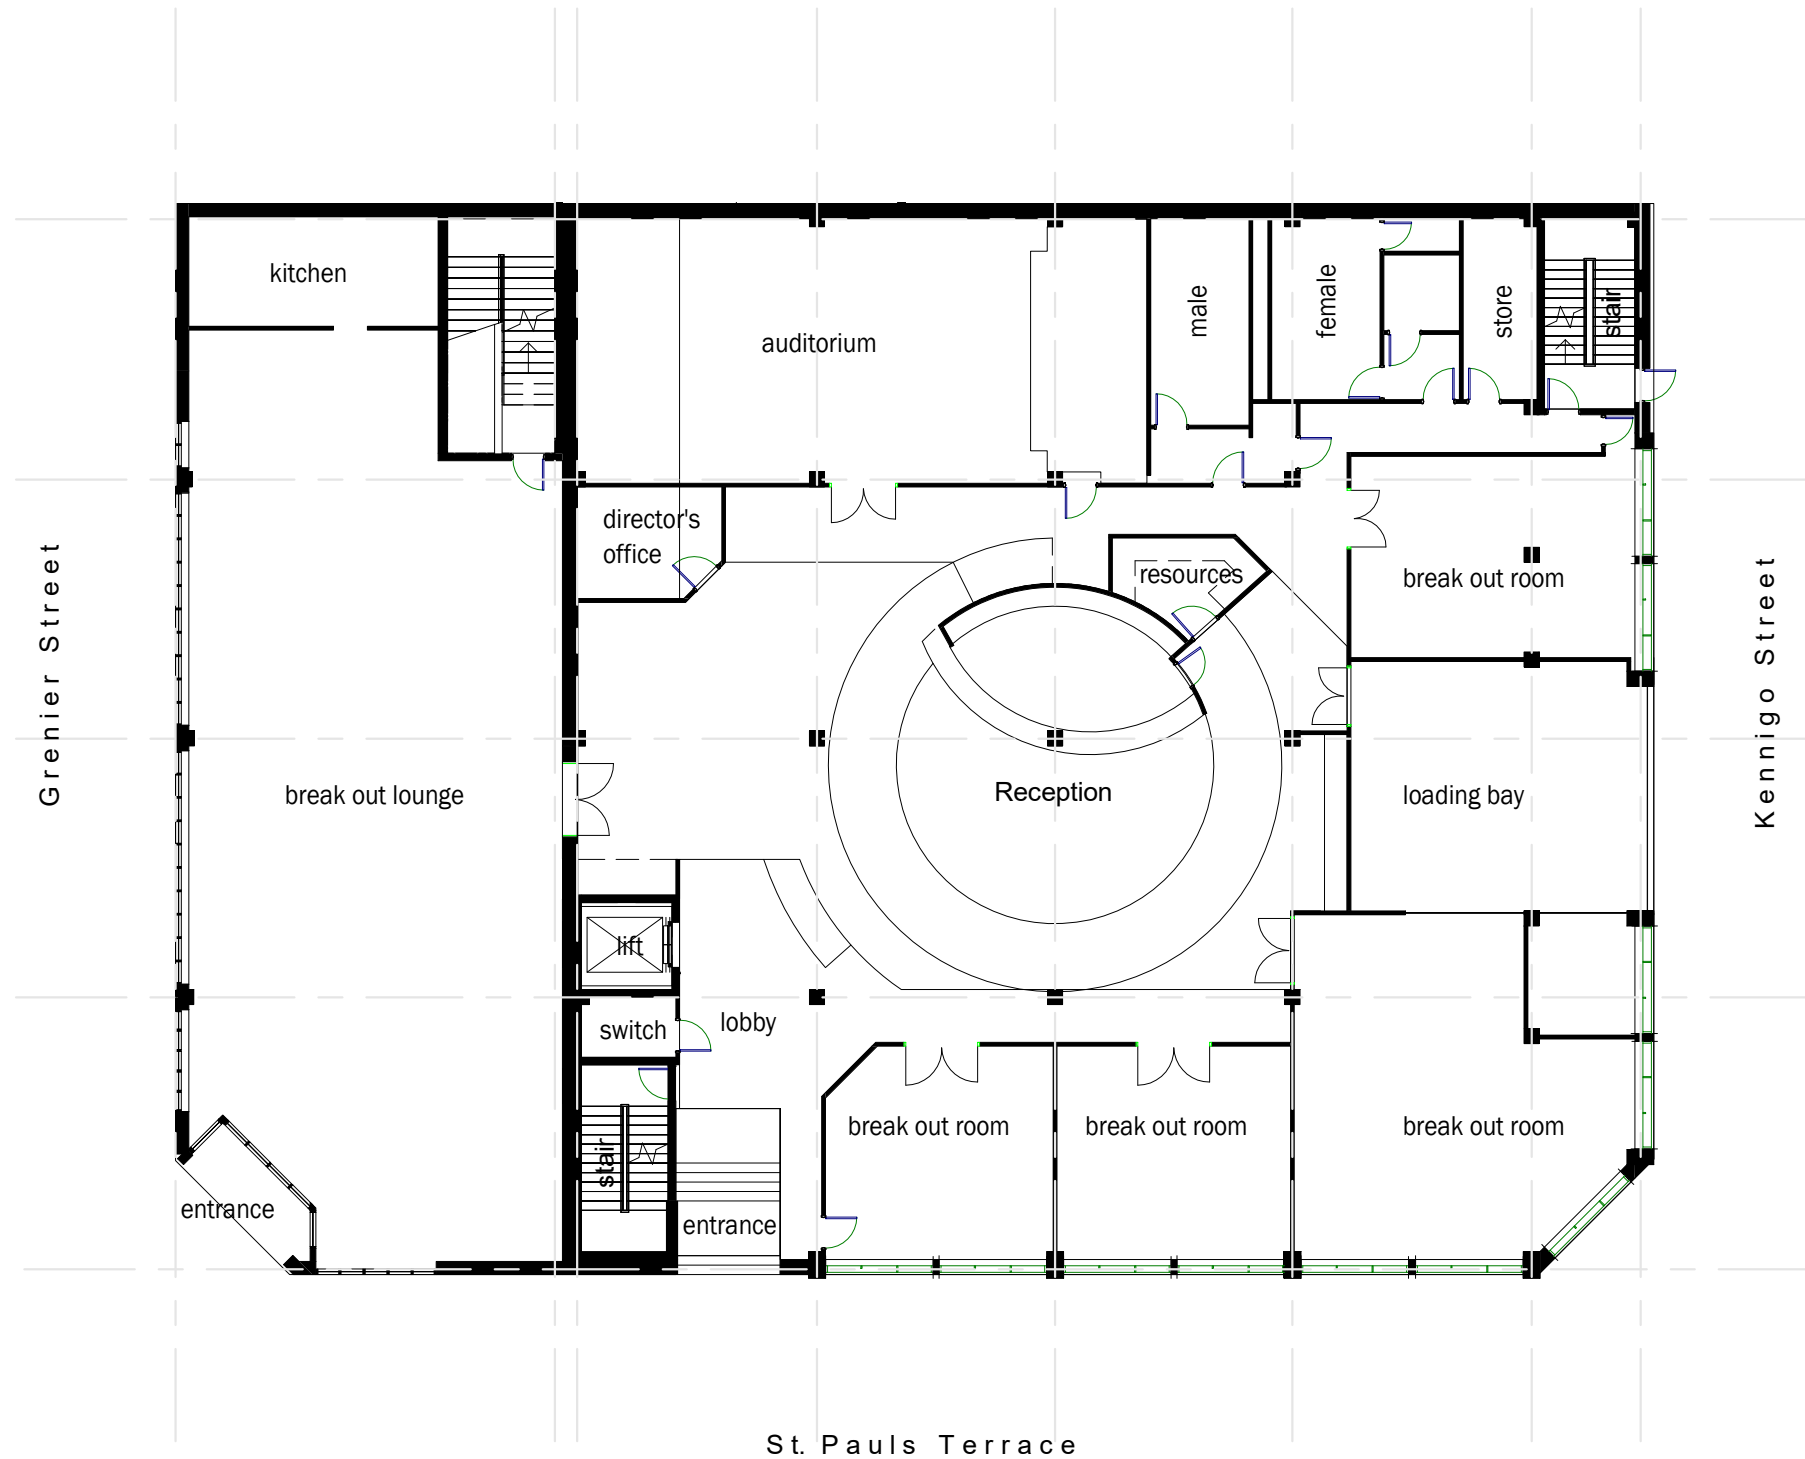 kitchen
auditorium
male
female
store
stair
director's
office
resources
break out room
Grenier Street
Kennigo Street
break out lounge
Reception
loading bay
lift
switch
lobby
break out room
break out room
break out room
stair
entrance
entrance
St. Pauls Terrace